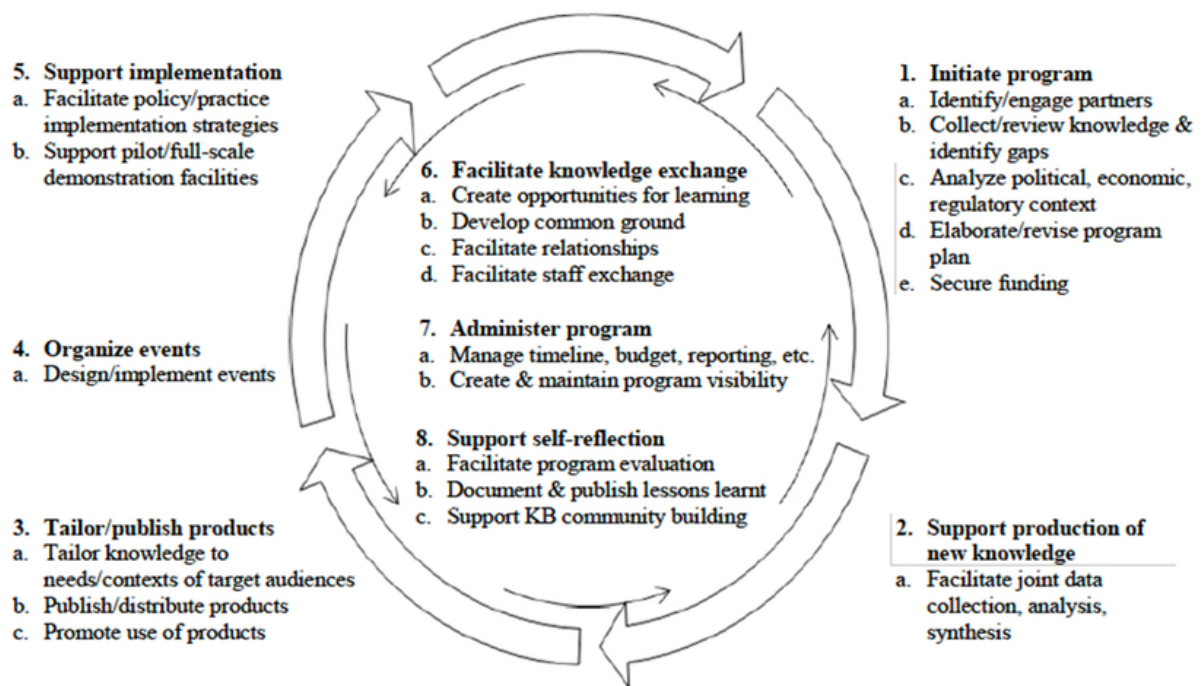 5. Support implementation
a. Facilitate policy/practice
implementation strategies
b. Support pilot/full-scale
demonstration facilities
1. Initiate program
a. Identify/engage partners
b. Collect/review knowledge &
identify gaps
c. Analyze political, economic,
regulatory context
d. Elaborate/revise program
plan
e. Secure funding
6. Facilitate knowledge exchange
a. Create opportunities for learning
b. Develop common ground
c. Facilitate relationships
d. Facilitate staff exchange
7. Administer program
a. Manage timeline, budget, reporting, etc.
b. Create & maintain program visibility
4. Organize events
a. Design/implement events
8. Support self-reflection
a. Facilitate program evaluation
b. Document & publish lessons learnt
c. Support KB community building
3. Tailor/publish products
a. Tailor knowledge to
needs/contexts of target audiences
b. Publish/distribute products
c. Promote use of products
2. Support production of
new knowledge
a. Facilitate joint data
collection, analysis,
synthesis